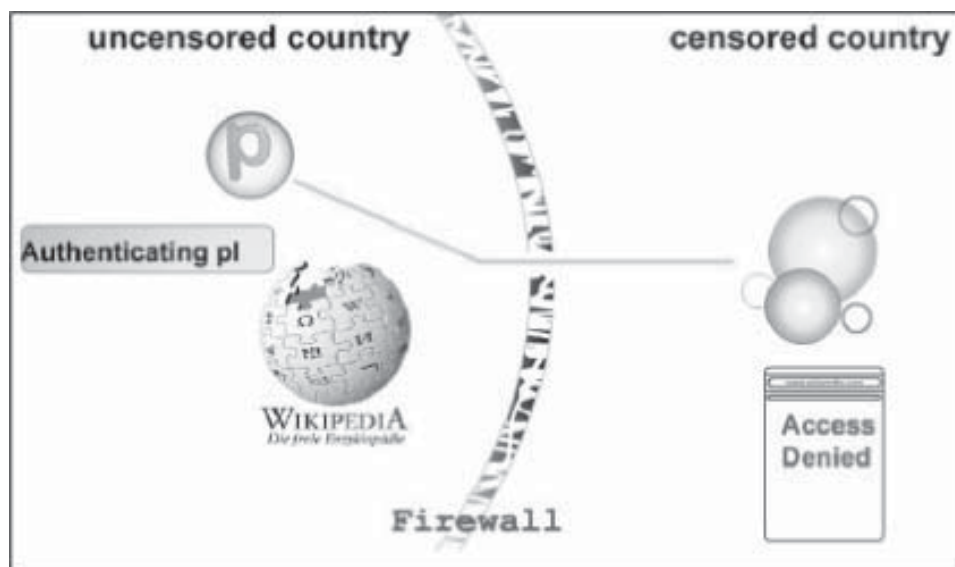 uncensored country
censored country
p
Authenticating pl
WIKIPEDIA
Die freie Enzyklopädie
Access
Denied
Firewall